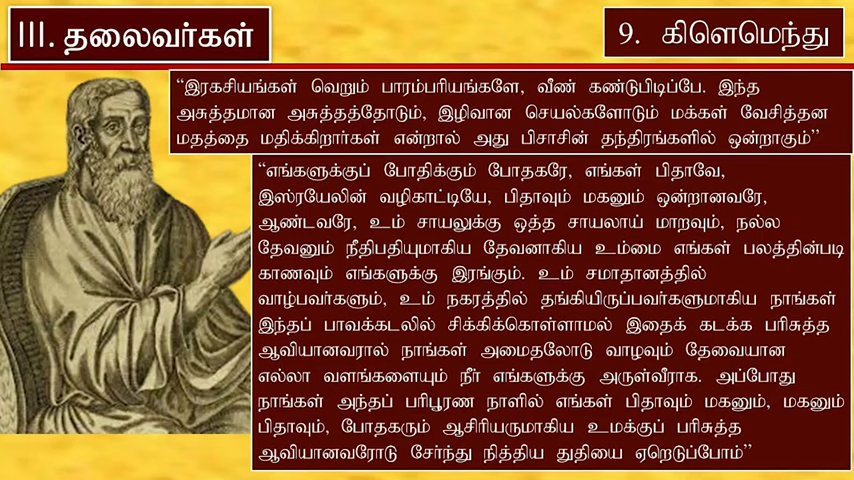 III. தலைவர்கள்
9. கிளெமெந்து
“இரகசியங்கள் வெறும் பாரம்பரியங்களே, வீண் கண்டுபிடிப்பே. இந்த
அசுத்தமான அசுத்தத்தோடும், இழிவான செயல்களோடும் மக்கள் வேசித்தன
மதத்தை மதிக்கிறார்கள் என்றால் அது பிசாசின் தந்திரங்களில் ஒன்றாகும்”
“எங்களுக்குப் போதிக்கும் போதகரே, எங்கள் பிதாவே,
இஸ்ரயேலின் வழிகாட்டியே, பிதாவும் மகனும் ஒன்றானவரே,
ஆண்டவரே, உம் சாயலுக்கு ஒத்த சாயலாய் மாறவும், நல்ல
தேவனும் நீதிபதியுமாகிய தேவனாகிய உம்மை எங்கள் பலத்தின்படி
காணவும் எங்களுக்கு இரங்கும். உம் சமாதானத்தில்
வாழ்பவர்களும், உம் நகரத்தில் தங்கியிருப்பவர்களுமாகிய நாங்கள்
இந்தப் பாவக்கடலில் சிக்கிக்கொள்ளாமல் இதைக் கடக்க பரிசுத்த
ஆவியானவரால் நாங்கள் அமைதலோடு வாழவும் தேவையான
எல்லா வளங்களையும் நீர் எங்களுக்கு அருள்வீராக. அப்போது
நாங்கள் அந்தப் பரிபூரண நாளில் எங்கள் பிதாவும் மகனும், மகனும்
பிதாவும், போதகரும் ஆசிரியருமாகிய உமக்குப் பரிசுத்த
ஆவியானவரோடு சேர்ந்து நித்திய துதியை ஏறெடுப்போம்”